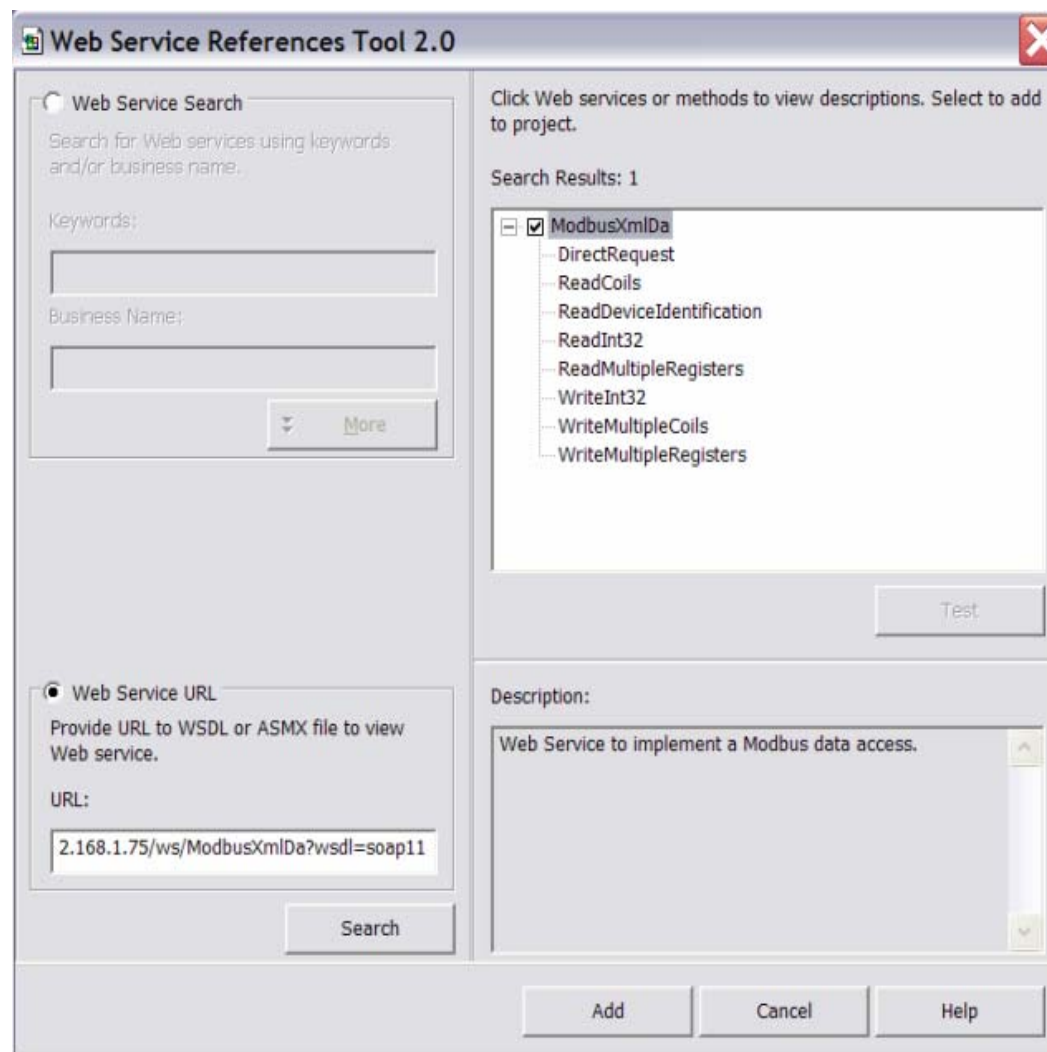 Web Service References Tool 2.0
Web Service Search
Search for Web services using keywords
and/or business name.
Keywords:
Business Name:
More
Web Service URL
Provide URL to WSDL or ASMX file to view
Web service.
URL:
2.168.1.75/ws/ModbusXmlDa?wsdl=soap11
Search
Click Web services or methods to view descriptions. Select to add
to project.
Search Results: 1
ModbusXmlDa
DirectRequest
ReadCoils
ReadDeviceIdentification
ReadInt32
ReadMultipleRegisters
WriteInt32
WriteMultipleCoils
WriteMultipleRegisters
Test
Description:
Web Service to implement a Modbus data access.
Add
Cancel
Help